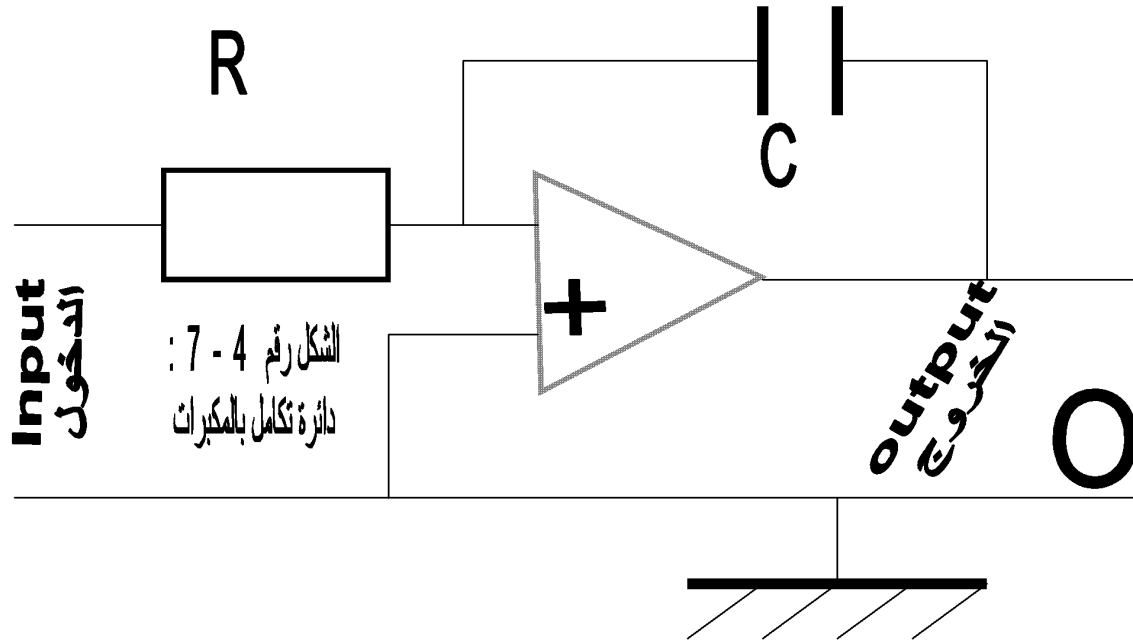 R
C
+
Input
الدخول
الشكل رقم 4 - 7 :
دائرة تكامل بالمكبرات
output
الخروج
O